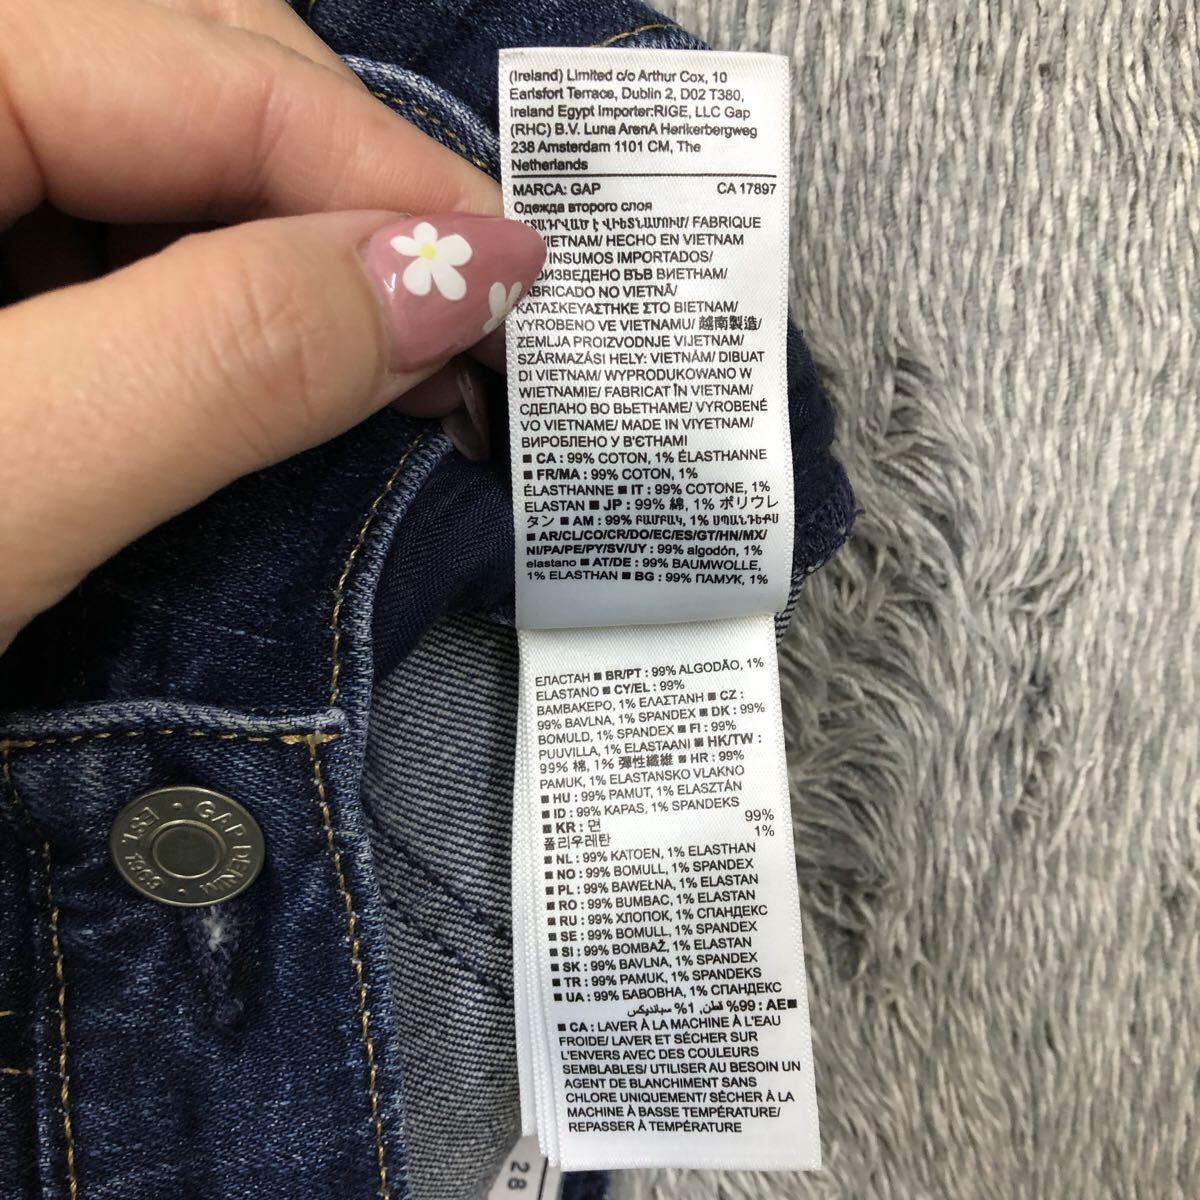 (Ireland) Limited c/o Arthur Cox, 10
Earlsfort Terrace, Dublin 2, D02 T380,
Ireland Egypt Importer:RIGE, LLC Gap
(RHC) B.V. Luna ArenA Herikerbergweg
238 Amsterdam 1101 CM, The
Netherlands
MARCA: GAP CA 17897
Одежда второго слоя
ԱՐՏԱԴՐՎԱԾ Է ՎԻԵՏՆԱՄՈՒՄ/ FABRIQUE
VIETNAM/ HECHO EN VIETNAM
INSUMOS IMPORTADOS/
ОИЗВЕДЕНО ВЪВ ВИЕТНАМ/
ABRICADO NO VIETNÃ/
ΚΑΤΑΣΚΕΥΑΣΤΗΚΕ ΣΤΟ ΒΙΕΤΝΑΜ/
VYROBENO VE VIETNAMU/ 越南製造/
ZEMLJA PROIZVODNJE VIJETNAM/
SZÁRMAZÁSI HELY: VIETNÁM/ DIBUAT
DI VIETNAM/ WYPRODUKOWANO W
WIETNAMIE/ FABRICAT ÎN VIETNAM/
СДЕЛАНО ВО ВЬЕТНАМЕ/ VYROBENÉ
VO VIETNAME/ MADE IN VIYETNAM/
ВИРОБЛЕНО У В'ЄТНАМІ
■ CA : 99% COTON, 1% ÉLASTHANNE
■ FR/MA : 99% COTON, 1%
ÉLASTHANNE ■ IT : 99% COTONE, 1%
ELASTAN ■ JP : 99% 綿, 1% ポリウレ
タン ■ AM : 99% ԲԱՄԲԱԿ, 1% ՍՊԱՆԴԵՔՍ
■ AR/CL/CO/CR/DO/EC/ES/GT/HN/MX/
NI/PA/PE/PY/SV/UY : 99% algodón, 1%
elastano ■ AT/DE : 99% BAUMWOLLE,
1% ELASTHAN ■ BG : 99% ПАМУК, 1%
ЕЛАСТАН ■ BR/PT : 99% ALGODÃO, 1%
ELASTANO ■ CY/EL : 99%
ΒΑΜΒΑΚΕΡΟ, 1% ΕΛΑΣΤΑΝΗ ■ CZ :
99% BAVLNA, 1% SPANDEX ■ DK : 99%
BOMULD, 1% SPANDEX ■ FI : 99%
PUUVILLA, 1% ELASTAANI ■ HK/TW :
99% 棉, 1% 彈性纖維 ■ HR : 99%
PAMUK, 1% ELASTANSKO VLAKNO
■ HU : 99% PAMUT, 1% ELASZTÁN
■ ID : 99% KAPAS, 1% SPANDEKS
■ KR : 면 99%
폴리우레탄 1%
■ NL : 99% KATOEN, 1% ELASTHAN
■ NO : 99% BOMULL, 1% SPANDEX
■ PL : 99% BAWEŁNA, 1% ELASTAN
■ RO : 99% BUMBAC, 1% ELASTAN
■ RU : 99% ХЛОПОК, 1% СПАНДЕКС
■ SE : 99% BOMULL, 1% SPANDEX
■ SI : 99% BOMBAŽ, 1% ELASTAN
■ SK : 99% BAVLNA, 1% SPANDEX
■ TR : 99% PAMUK, 1% SPANDEKS
■ UA : 99% БАВОВНА, 1% СПАНДЕКС
■AE : 99% قطن, 1% سباندیکس
■ CA : LAVER À LA MACHINE À L'EAU
FROIDE/ LAVER ET SÉCHER SUR
L'ENVERS AVEC DES COULEURS
SEMBLABLES/ UTILISER AU BESOIN UN
AGENT DE BLANCHIMENT SANS
CHLORE UNIQUEMENT/ SÉCHER À LA
MACHINE À BASSE TEMPÉRATURE/
REPASSER À TEMPÉRATURE
GAP DENIM
EST. 1969
28